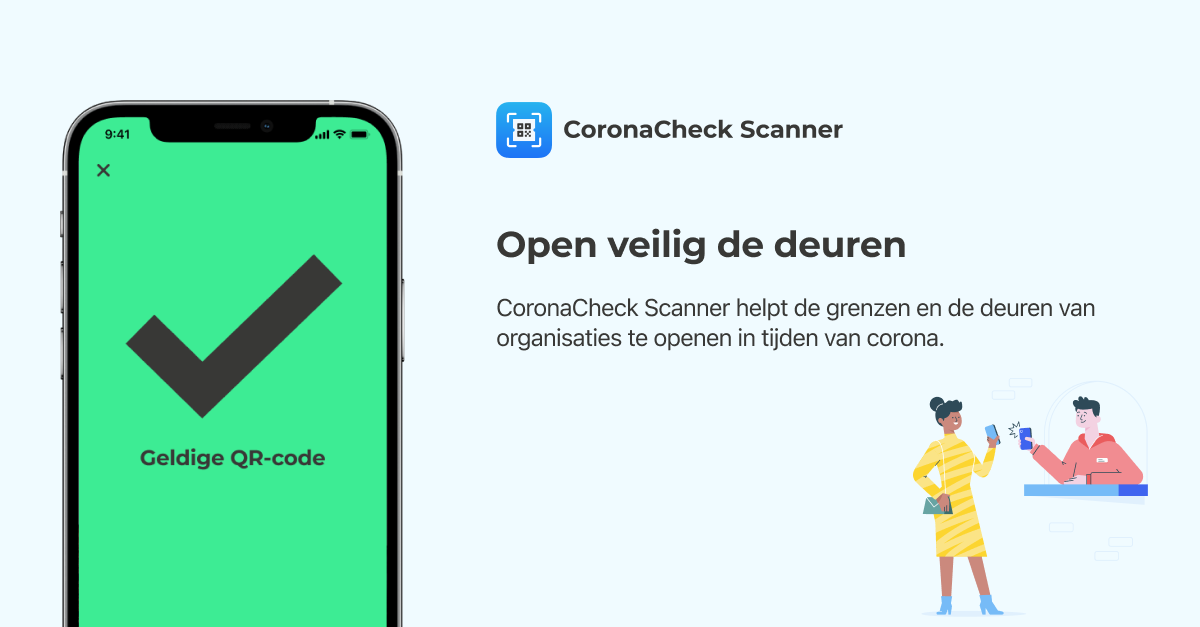 9:41
Geldige QR-code
CoronaCheck Scanner
Open veilig de deuren
CoronaCheck Scanner helpt de grenzen en de deuren van
organisaties te openen in tijden van corona.